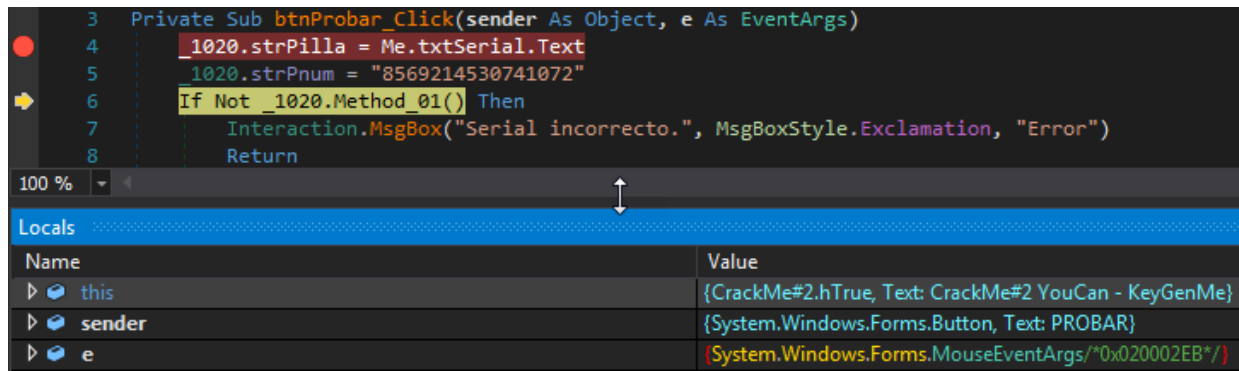 3 Private Sub btnProbar_Click(sender As Object, e As EventArgs)
4 _1020.strPilla = Me.txtSerial.Text
5 _1020.strPnum = "8569214530741072"
6 If Not _1020.Method_01() Then
7 Interaction.MsgBox("Serial incorrecto.", MsgBoxStyle.Exclamation, "Error")
8 Return
100 %
Locals
Name Value
this {CrackMe#2.hTrue, Text: CrackMe#2 YouCan - KeyGenMe}
sender {System.Windows.Forms.Button, Text: PROBAR}
e {System.Windows.Forms.MouseEventArgs/*0x020002EB*/}